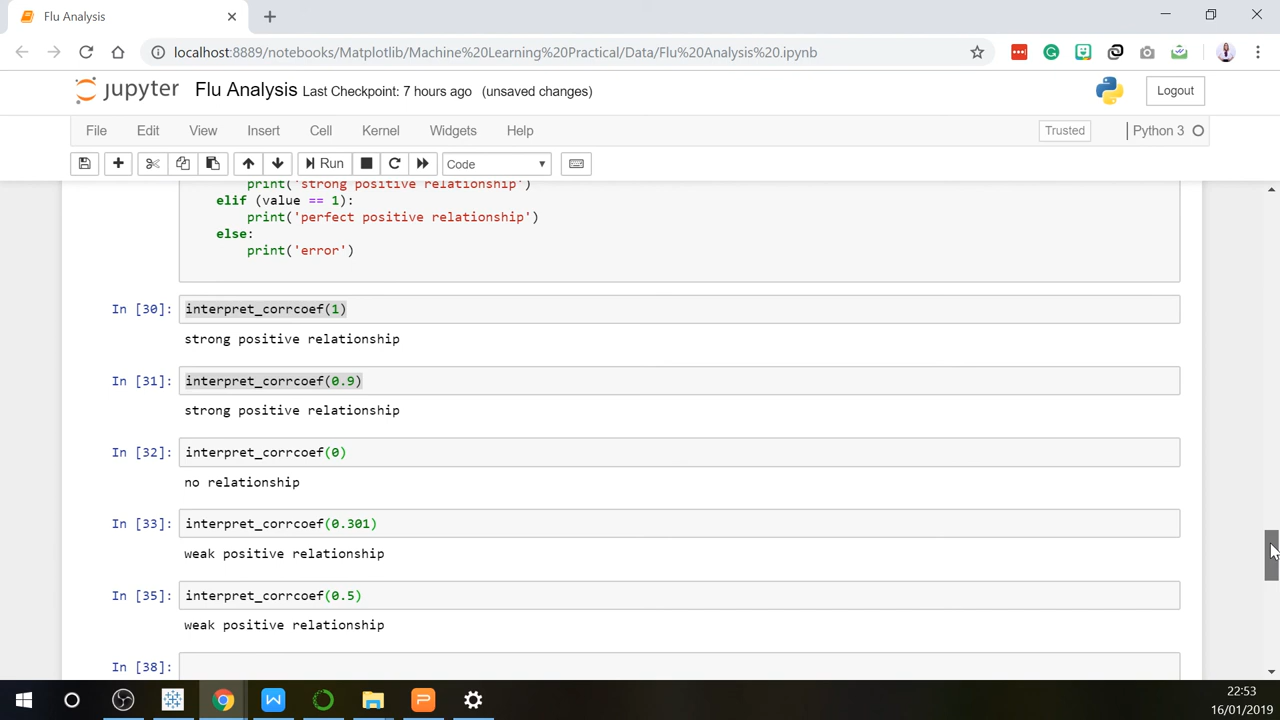 Flu Analysis
localhost:8889/notebooks/Matplotlib/Machine%20Learning%20Practical/Data/Flu%20Analysis%20.ipynb
jupyter Flu Analysis Last Checkpoint: 7 hours ago (unsaved changes)
Logout
File Edit View Insert Cell Kernel Widgets Help
Trusted
Python 3
Run
Code
print('strong positive relationship')
elif (value == 1):
print('perfect positive relationship')
else:
print('error')
In [30]: interpret_corrcoef(1)
strong positive relationship
In [31]: interpret_corrcoef(0.9)
strong positive relationship
In [32]: interpret_corrcoef(0)
no relationship
In [33]: interpret_corrcoef(0.301)
weak positive relationship
In [35]: interpret_corrcoef(0.5)
weak positive relationship
In [38]:
22:53
16/01/2019